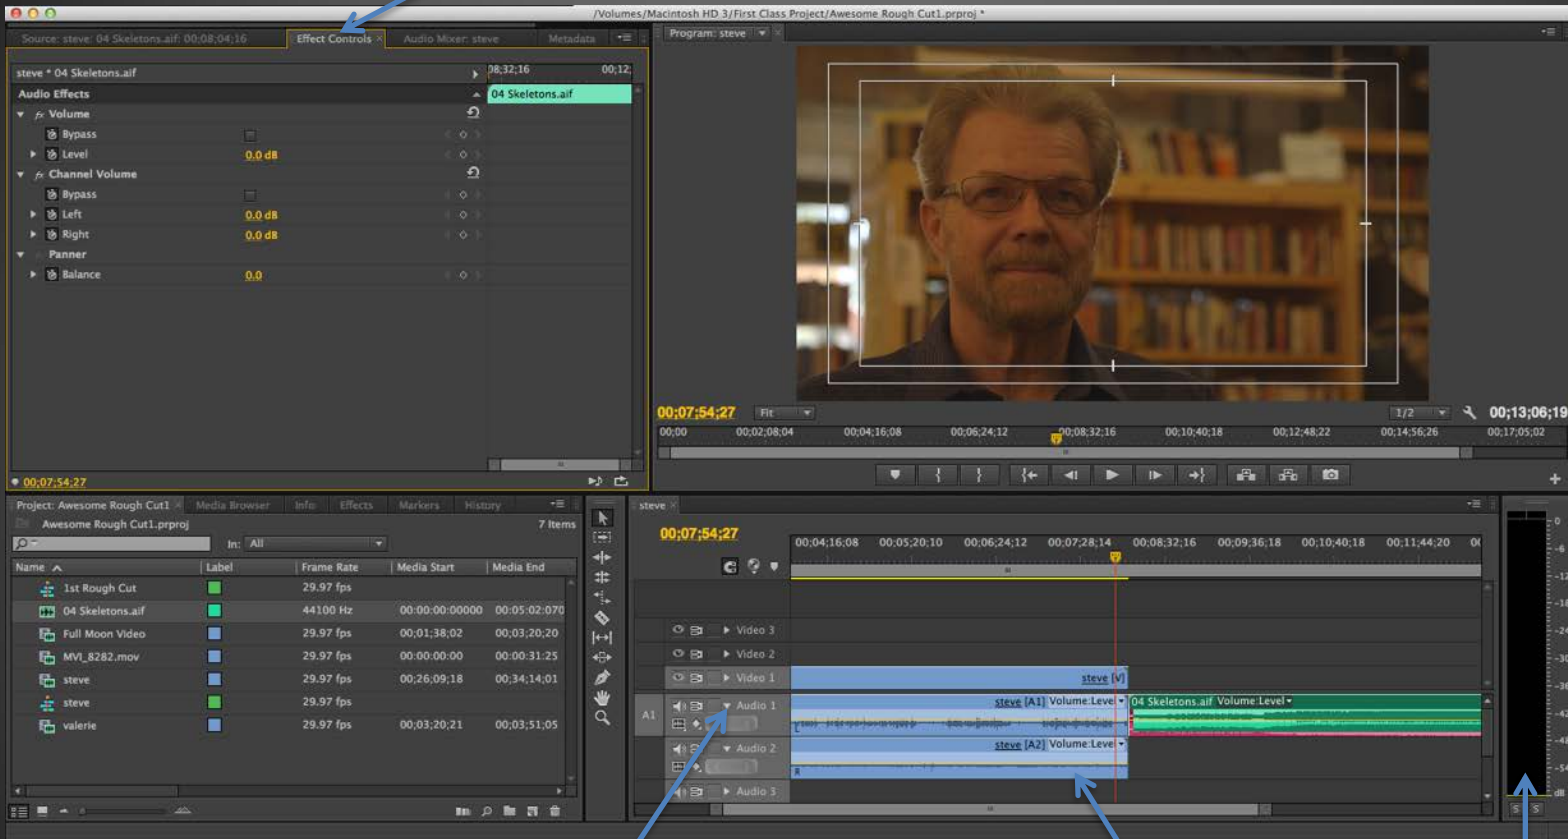 /Volumes/Macintosh HD 3/First Class Project/Awesome Rough Cut1.prproj *
Source: steve: 04 Skeletons.aif: 00;08;04;16
Effect Controls ×
Audio Mixer: steve
Metadata
steve * 04 Skeletons.aif
08;32;16
00;12;
Audio Effects
04 Skeletons.aif
fx Volume
Bypass
Level 0.0 dB
fx Channel Volume
Bypass
Left 0.0 dB
Right 0.0 dB
Panner
Balance 0.0
00;07;54;27
Program: steve ×
00;07;54;27
Fit
1/2
00;13;06;19
00;00 00;02;08;04 00;04;16;08 00;06;24;12 00;08;32;16 00;10;40;18 00;12;48;22 00;14;56;26 00;17;05;02
Project: Awesome Rough Cut1 ×
Media Browser
Info
Effects
Markers
History
Awesome Rough Cut1.prproj
7 Items
In: All
Name Label Frame Rate Media Start Media End
1st Rough Cut 29.97 fps
04 Skeletons.aif 44100 Hz 00:00:00:00000 00:05:02:070
Full Moon Video 29.97 fps 00;01;38;02 00;03;20;20
MVI_8282.mov 29.97 fps 00:00:00:00 00:00:31:25
steve 29.97 fps 00;26;09;18 00;34;14;01
steve 29.97 fps
valerie 29.97 fps 00;03;20;21 00;03;51;05
steve ×
00;07;54;27
00;04;16;08 00;05;20;10 00;06;24;12 00;07;28;14 00;08;32;16 00;09;36;18 00;10;40;18 00;11;44;20
Video 3
Video 2
Video 1
steve [V]
A1
Audio 1
steve [A1] Volume:Level
04 Skeletons.aif Volume:Level
Audio 2
steve [A2] Volume:Level
Audio 3
0
-6
-12
-18
-24
-30
-36
-42
-48
-54
dB
S S